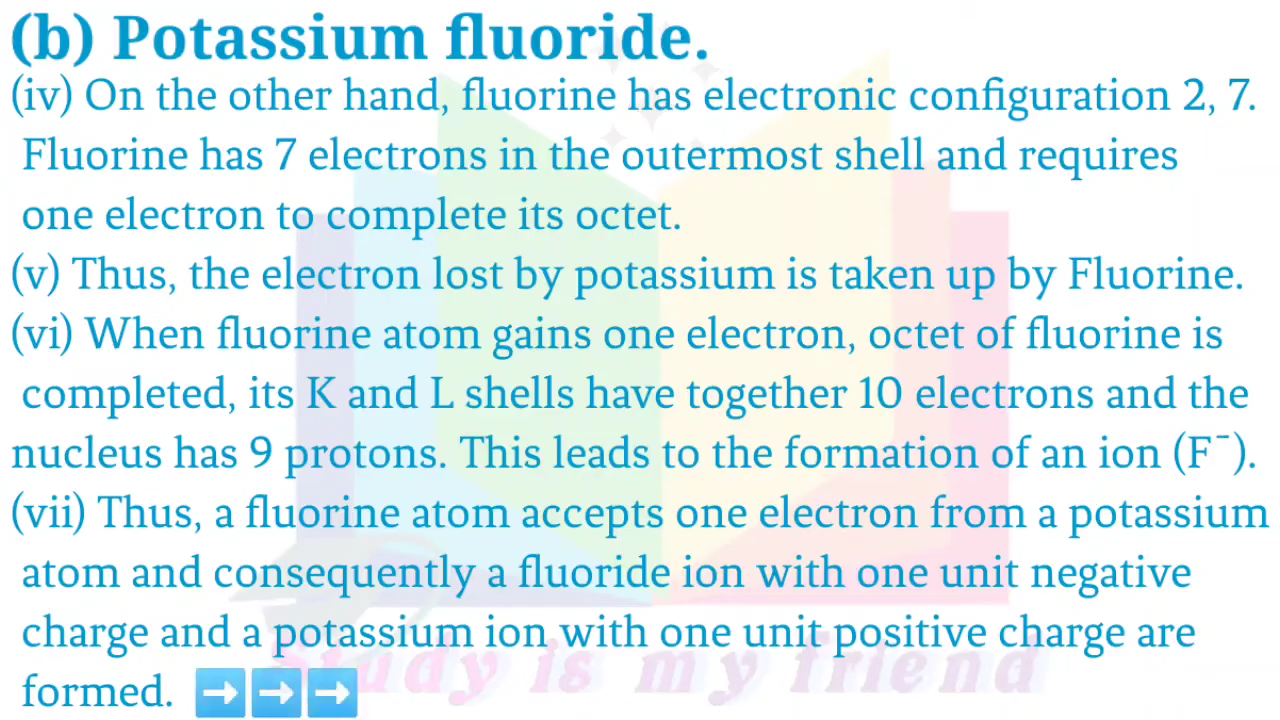 (b) Potassium fluoride.
(iv) On the other hand, fluorine has electronic configuration 2, 7.
Fluorine has 7 electrons in the outermost shell and requires
one electron to complete its octet.
(v) Thus, the electron lost by potassium is taken up by Fluorine.
(vi) When fluorine atom gains one electron, octet of fluorine is
completed, its K and L shells have together 10 electrons and the
nucleus has 9 protons. This leads to the formation of an ion (F⁻).
(vii) Thus, a fluorine atom accepts one electron from a potassium
atom and consequently a fluoride ion with one unit negative
charge and a potassium ion with one unit positive charge are
formed. ➡➡➡
Study is my friend